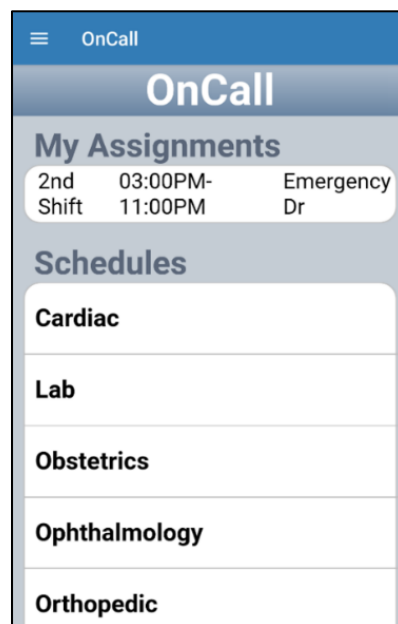 OnCall
OnCall
My Assignments
2nd 03:00PM- Emergency
Shift 11:00PM Dr
Schedules
Cardiac
Lab
Obstetrics
Ophthalmology
Orthopedic